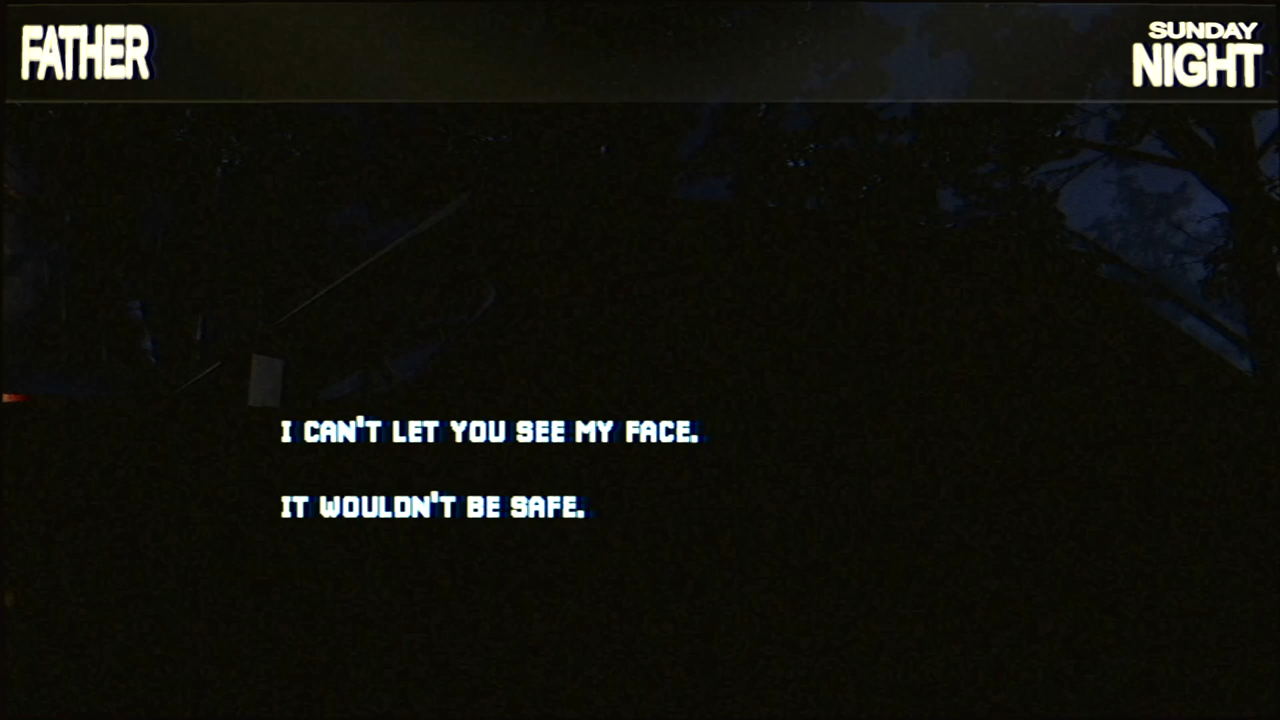 FATHER
SUNDAY
NIGHT
I CAN'T LET YOU SEE MY FACE.
IT WOULDN'T BE SAFE.